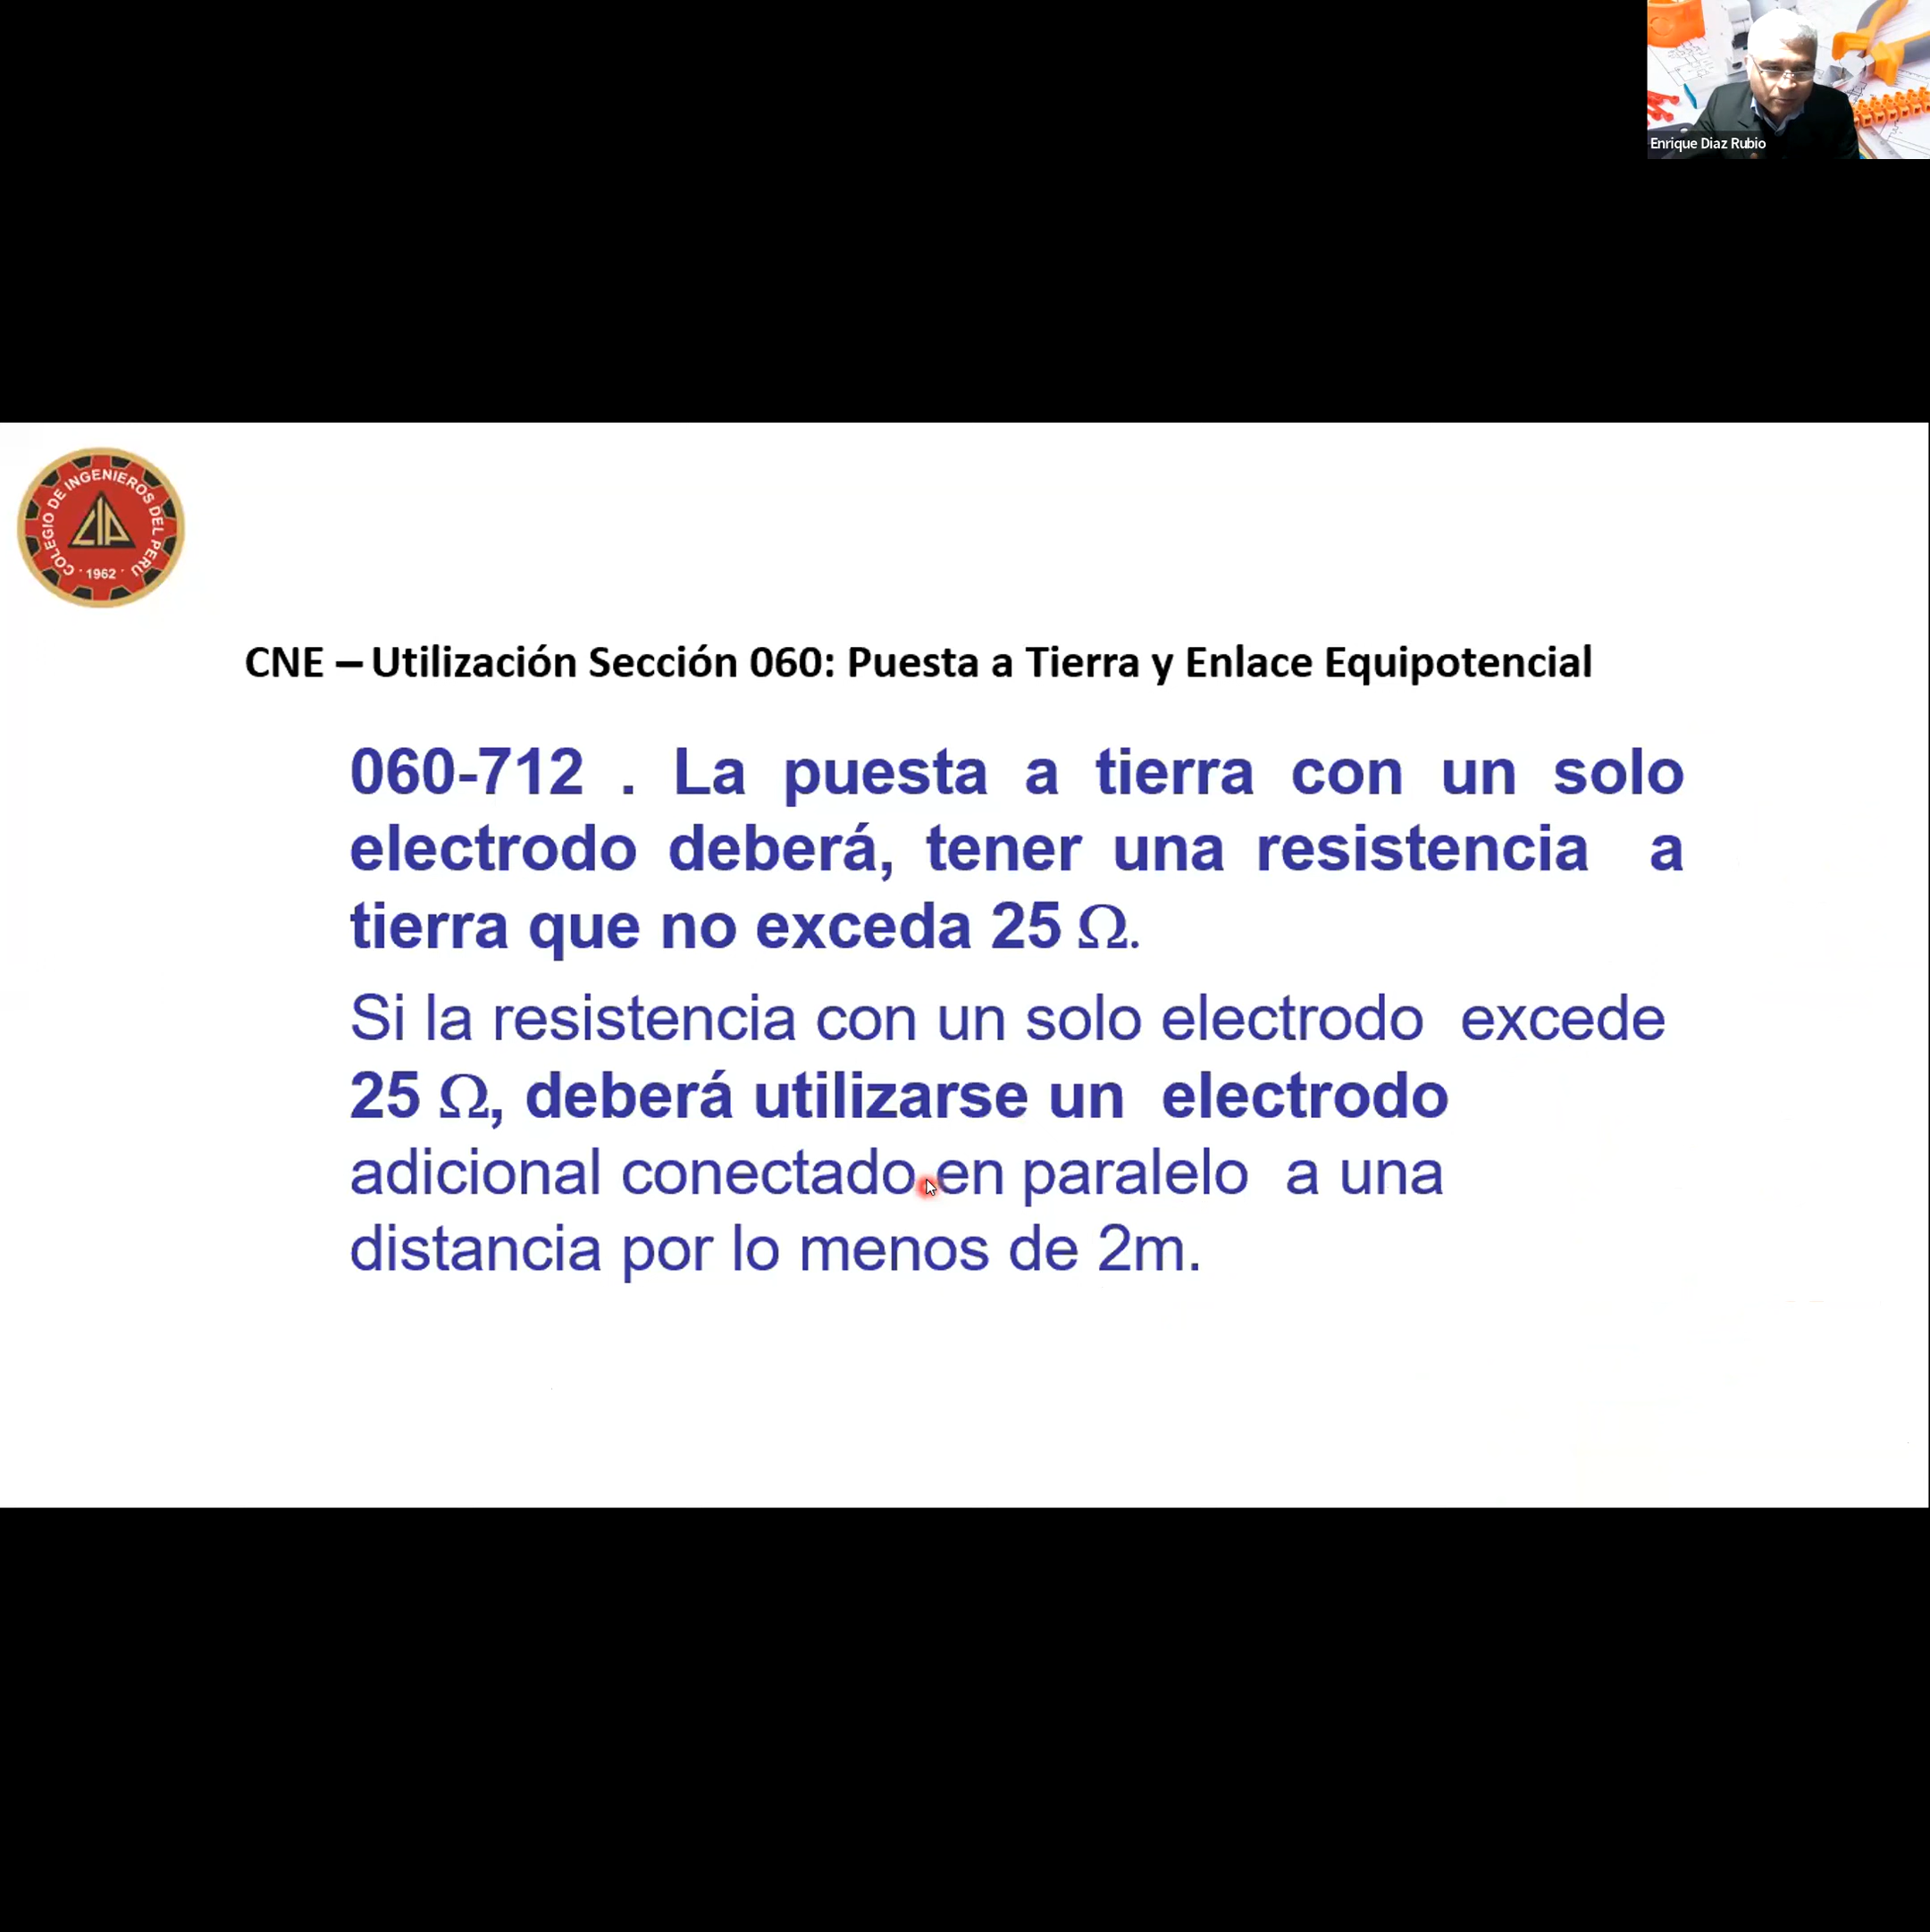 Enrique Diaz Rubio
COLEGIO DE INGENIEROS DEL PERU
CIP
· 1962 ·
CNE – Utilización Sección 060: Puesta a Tierra y Enlace Equipotencial
060-712 . La puesta a tierra con un solo
electrodo deberá, tener una resistencia a
tierra que no exceda 25 Ω.
Si la resistencia con un solo electrodo excede
25 Ω, deberá utilizarse un electrodo
adicional conectado en paralelo a una
distancia por lo menos de 2m.